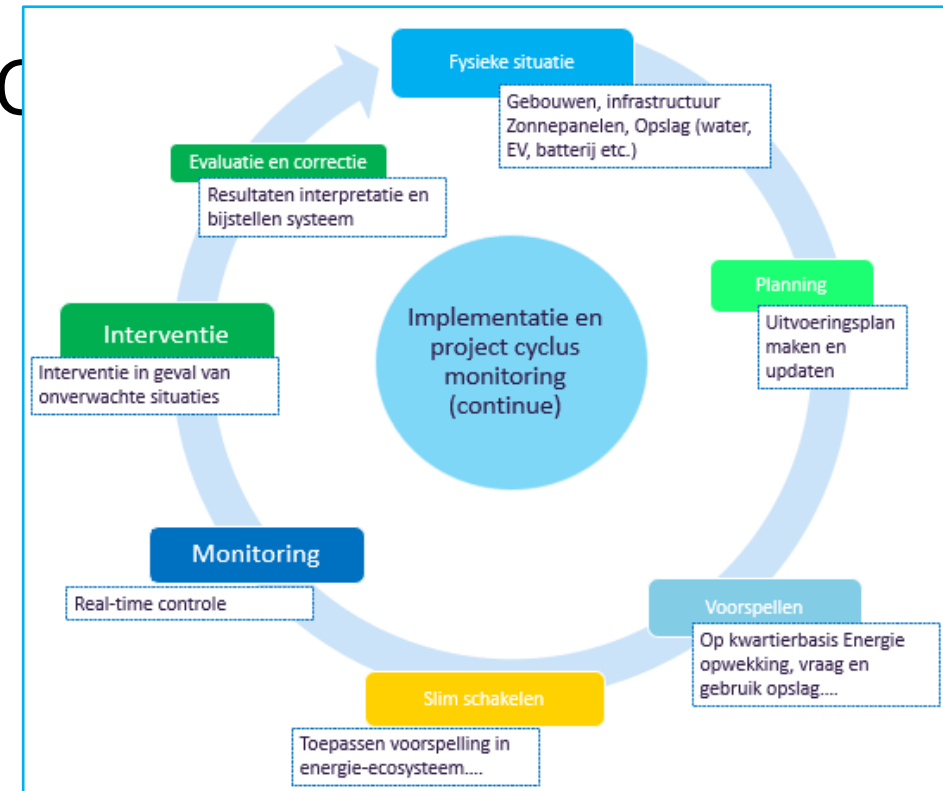 Fysieke situatie
Gebouwen, infrastructuur
Zonnepanelen, Opslag (water,
EV, batterij etc.)
Planning
Uitvoeringsplan
maken en
updaten
Voorspellen
Op kwartierbasis Energie
opwekking, vraag en
gebruik opslag....
Slim schakelen
Toepassen voorspelling in
energie-ecosysteem....
Monitoring
Real-time controle
Interventie
Interventie in geval van
onverwachte situaties
Evaluatie en correctie
Resultaten interpretatie en
bijstellen systeem
Implementatie en
project cyclus
monitoring
(continue)